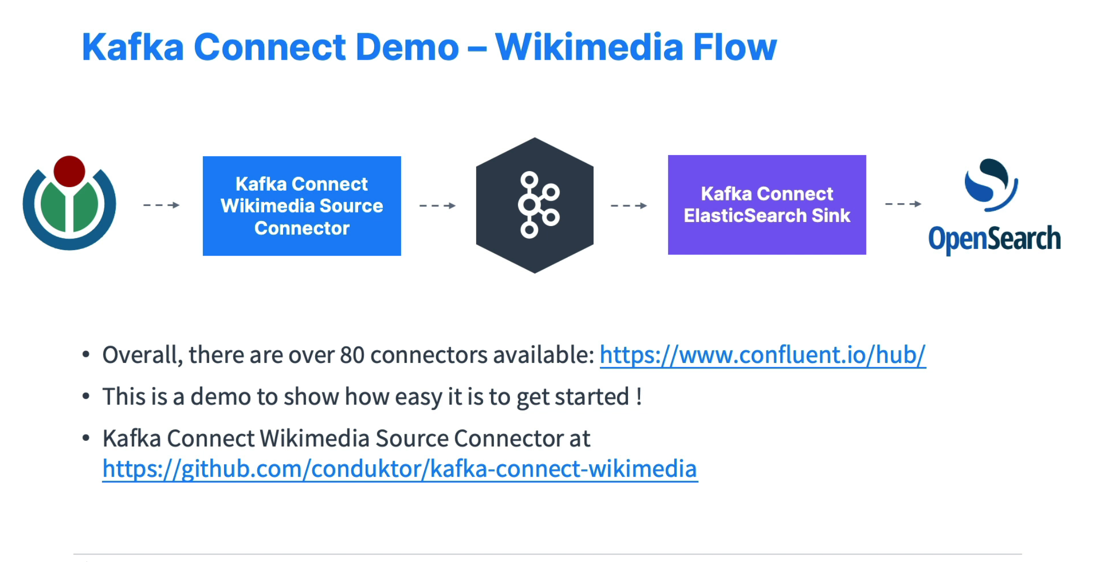 Kafka Connect Demo – Wikimedia Flow
Kafka Connect
Wikimedia Source
Connector
Kafka Connect
ElasticSearch Sink
OpenSearch
• Overall, there are over 80 connectors available: https://www.confluent.io/hub/
• This is a demo to show how easy it is to get started !
• Kafka Connect Wikimedia Source Connector at
https://github.com/conduktor/kafka-connect-wikimedia